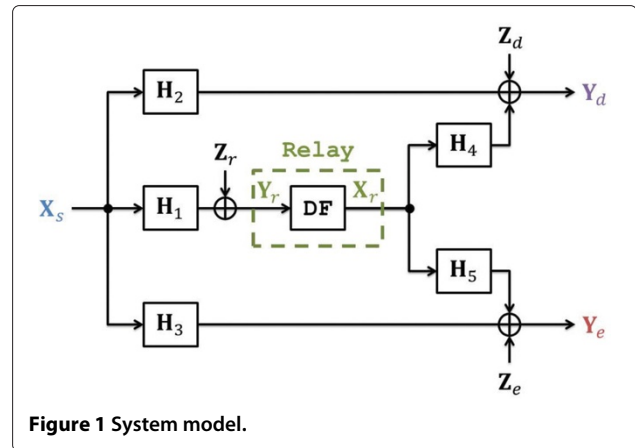 Z_d
H_2
Y_d
Relay
H_4
Z_r
Y_r
X_r
X_s
H_1
DF
H_5
H_3
Y_e
Z_e
Figure 1 System model.